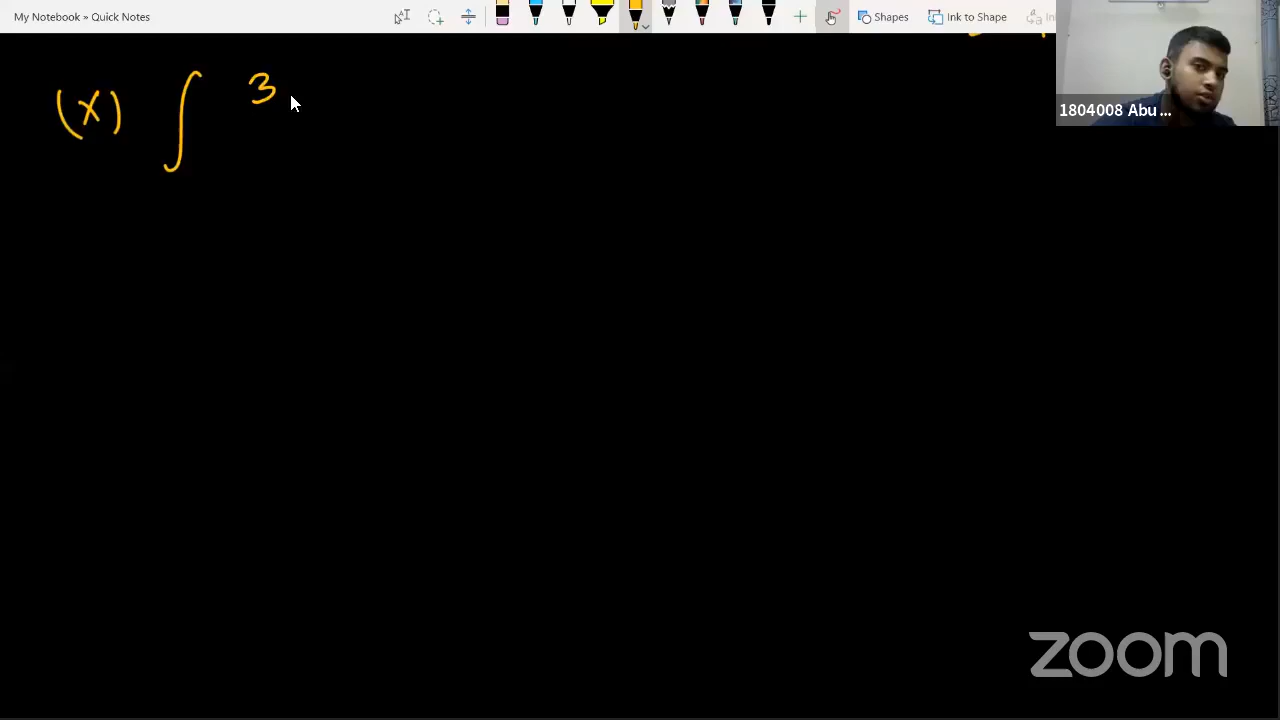 My Notebook » Quick Notes
Shapes
Ink to Shape
1804008 Abu ...
(x) ∫ 3
zoom